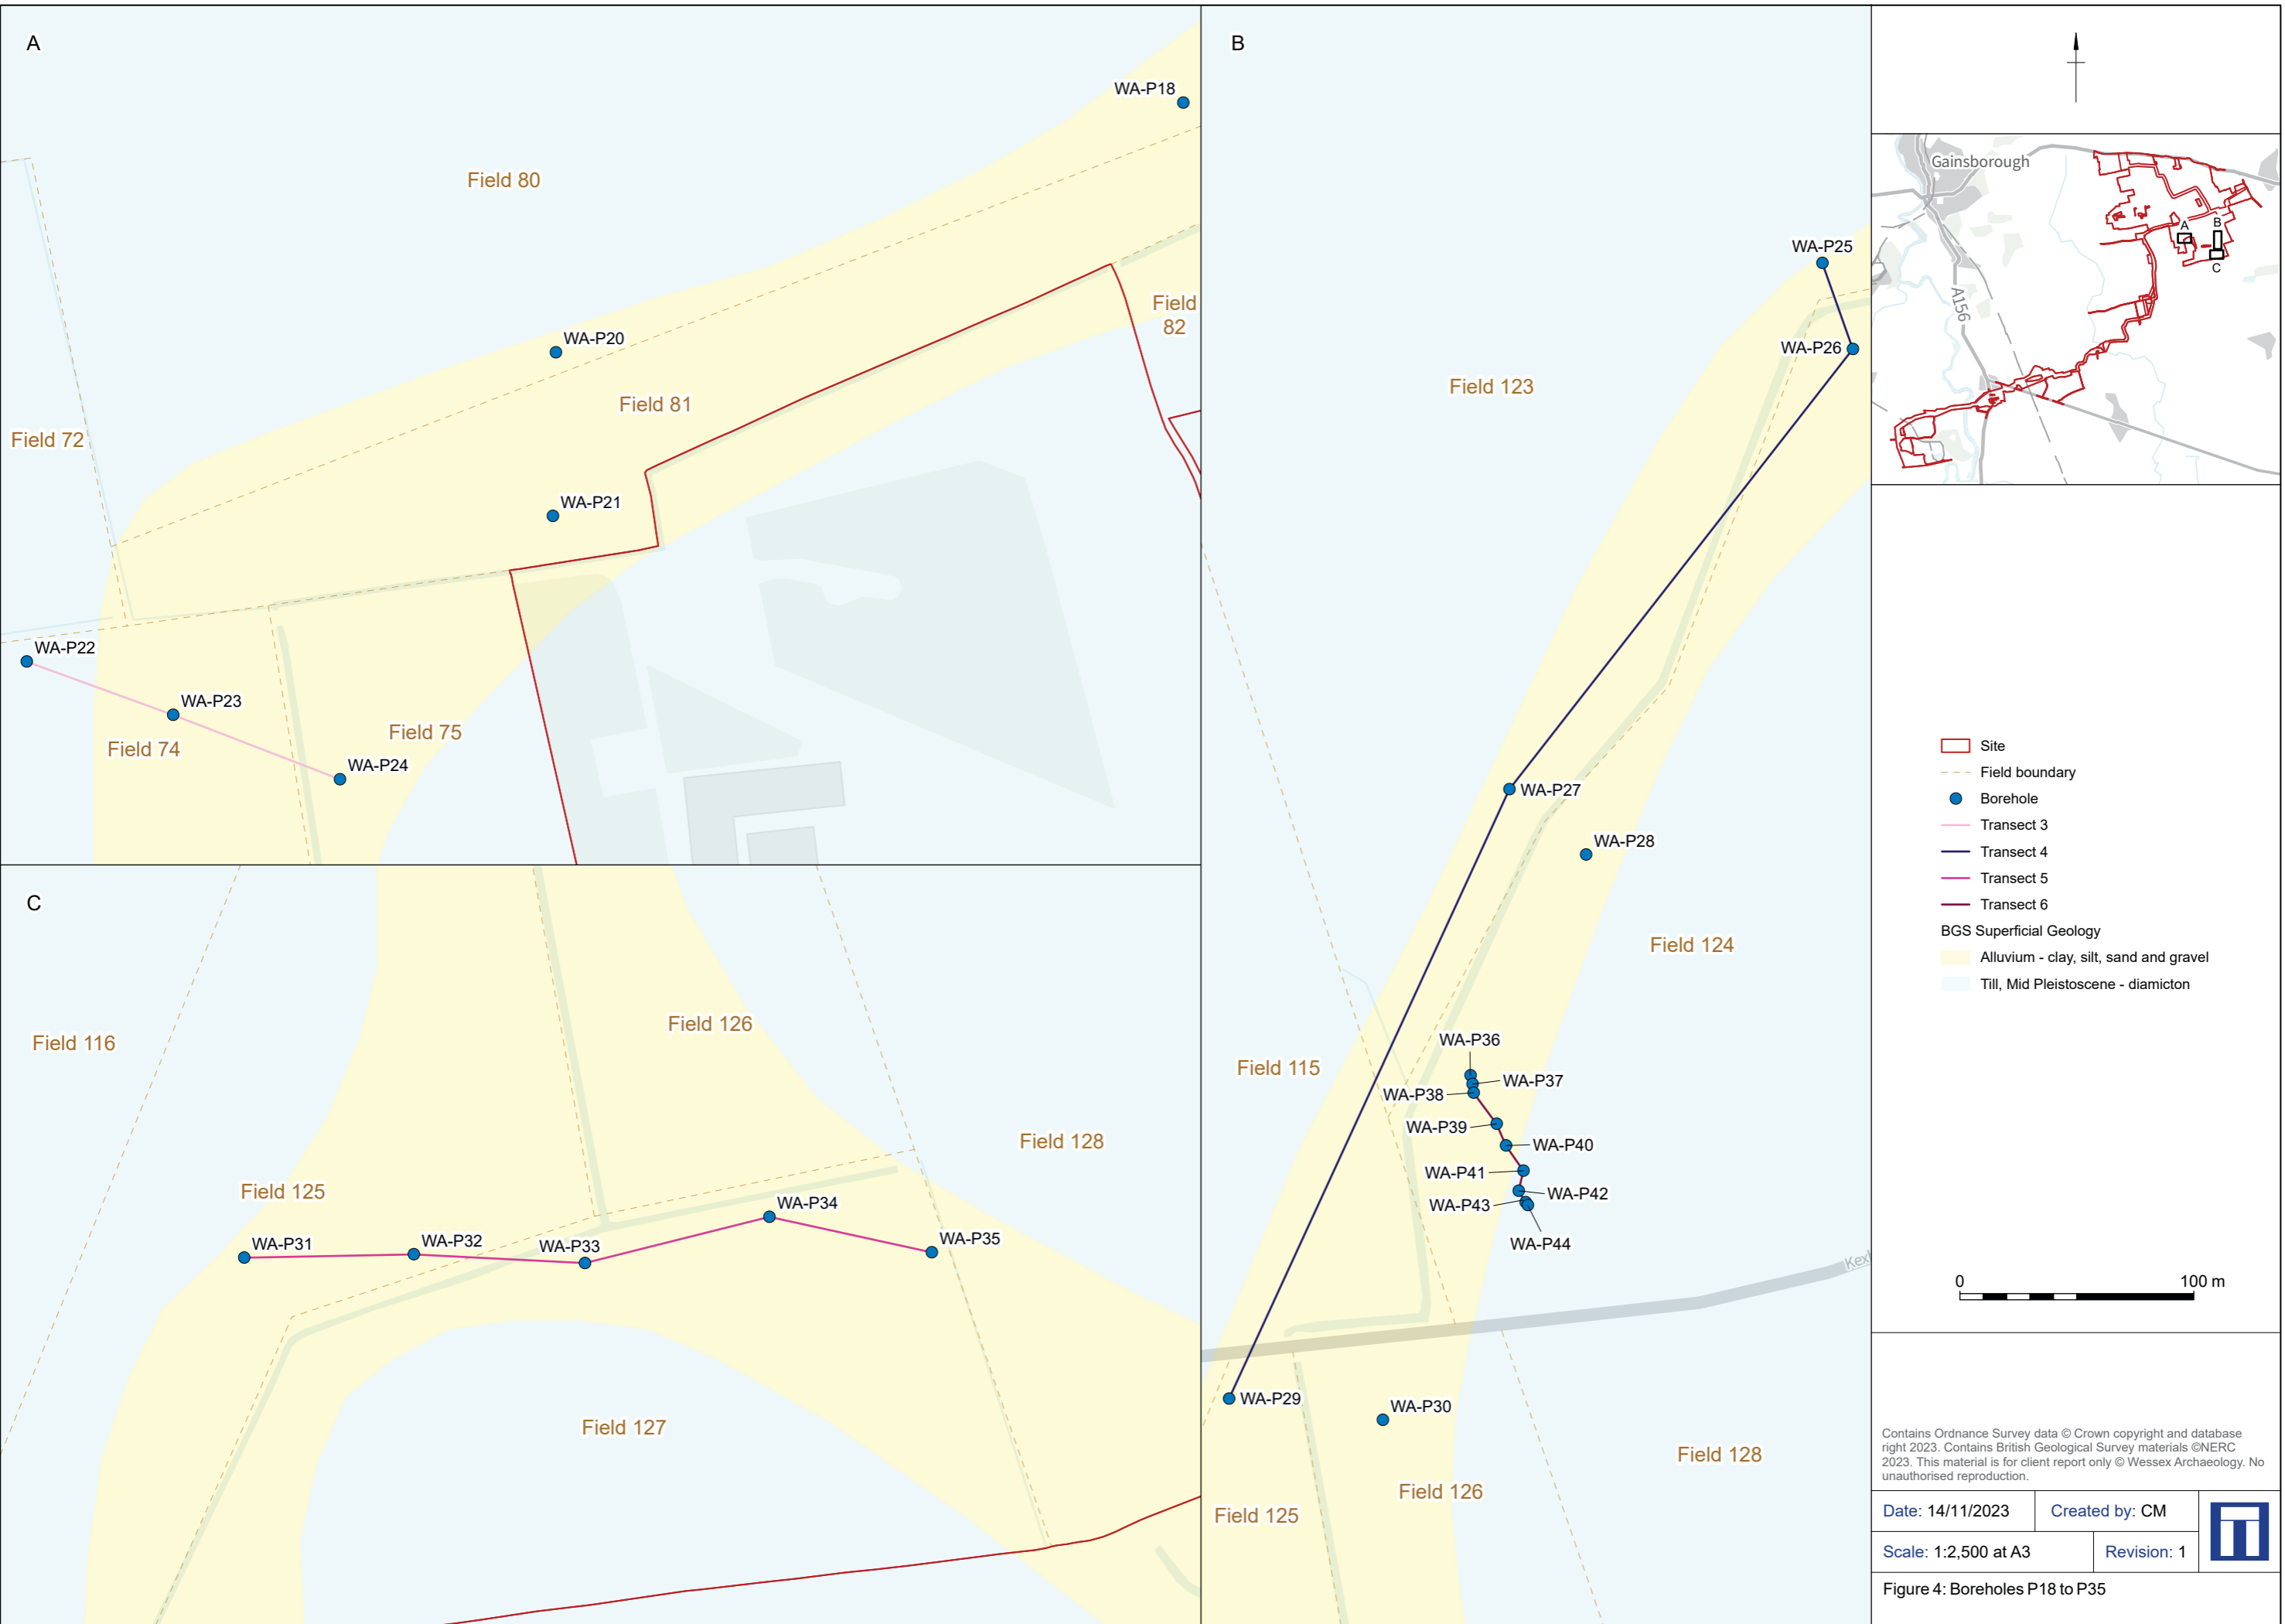 A
WA-P18
Field 80
WA-P20
Field
82
Field 81
Field 72
WA-P21
WA-P22
WA-P23
Field 75
Field 74
WA-P24
C
Field 126
Field 116
Field 128
Field 125
WA-P34
WA-P31
WA-P32
WA-P33
WA-P35
Field 127
B
WA-P25
WA-P26
Field 123
WA-P27
WA-P28
Field 124
WA-P36
Field 115
WA-P37
WA-P38
WA-P39
WA-P40
WA-P41
WA-P42
WA-P43
WA-P44
WA-P29
WA-P30
Field 128
Field 126
Field 125
Gainsborough
A156
A
B
C
Site
Field boundary
Borehole
Transect 3
Transect 4
Transect 5
Transect 6
BGS Superficial Geology
Alluvium - clay, silt, sand and gravel
Till, Mid Pleistoscene - diamicton
0 100 m
Contains Ordnance Survey data © Crown copyright and database
right 2023. Contains British Geological Survey materials ©NERC
2023. This material is for client report only © Wessex Archaeology. No
unauthorised reproduction.
Date: 14/11/2023 Created by: CM
Scale: 1:2,500 at A3 Revision: 1
Figure 4: Boreholes P18 to P35